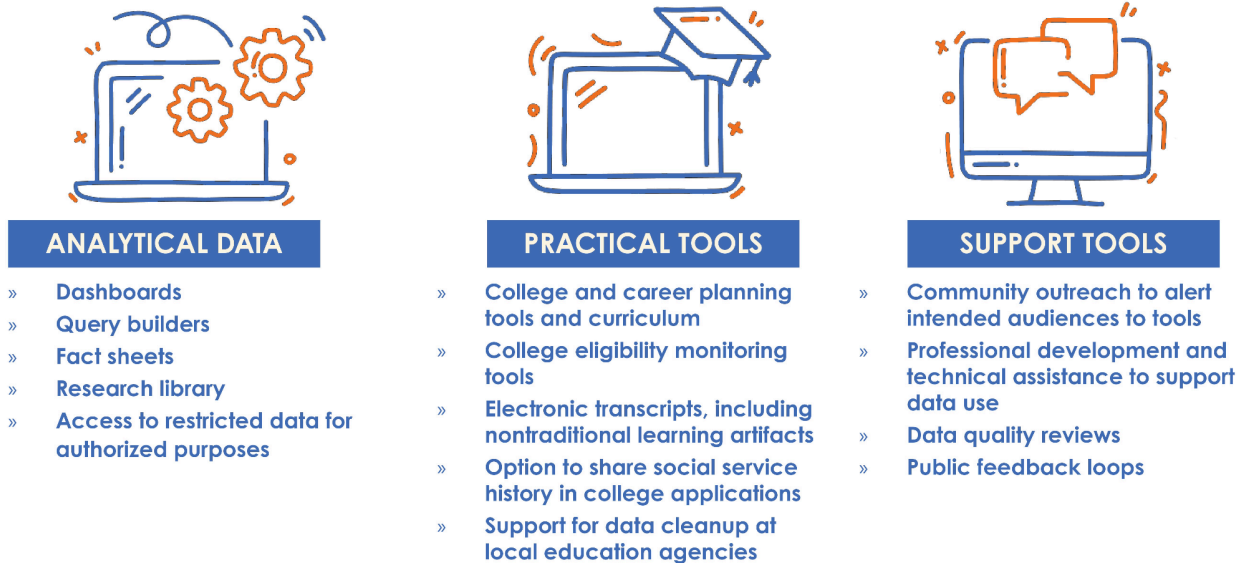 ANALYTICAL DATA
» Dashboards
» Query builders
» Fact sheets
» Research library
» Access to restricted data for
authorized purposes
PRACTICAL TOOLS
» College and career planning
tools and curriculum
» College eligibility monitoring
tools
» Electronic transcripts, including
nontraditional learning artifacts
» Option to share social service
history in college applications
» Support for data cleanup at
local education agencies
SUPPORT TOOLS
» Community outreach to alert
intended audiences to tools
» Professional development and
technical assistance to support
data use
» Data quality reviews
» Public feedback loops